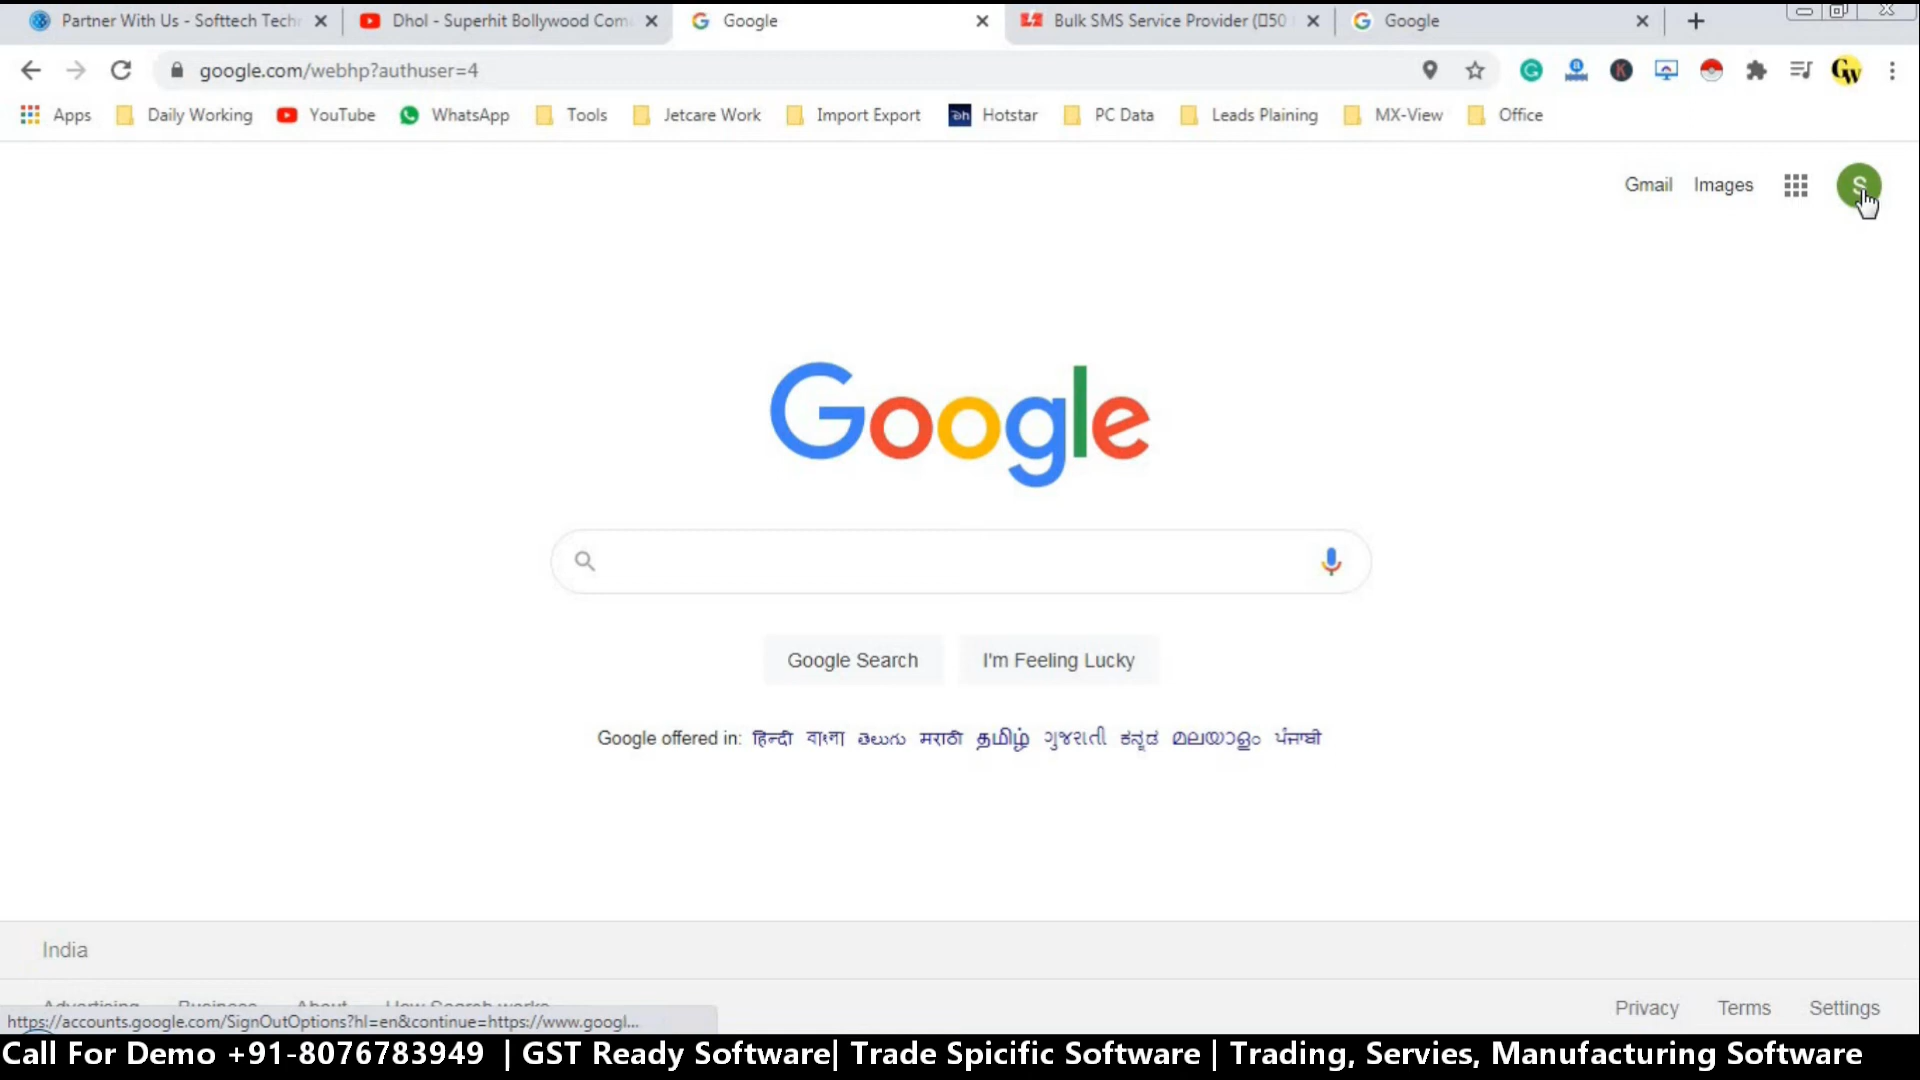 Partner With Us - Softtech Tech
Dhol - Superhit Bollywood Com
Google
Bulk SMS Service Provider (▯50
Google
google.com/webhp?authuser=4
Apps
Daily Working
YouTube
WhatsApp
Tools
Jetcare Work
Import Export
Hotstar
PC Data
Leads Plaining
MX-View
Office
Gmail
Images
S
Google
Google Search
I'm Feeling Lucky
Google offered in: हिन्दी বাংলা తెలుగు मराठी தமிழ் ગુજરાતી ಕನ್ನಡ മലയാളം ਪੰਜਾਬੀ
India
Advertising Business About How Search works
Privacy Terms Settings
https://accounts.google.com/SignOutOptions?hl=en&continue=https://www.googl...
Call For Demo +91-8076783949 | GST Ready Software| Trade Spicific Software | Trading, Servies, Manufacturing Software